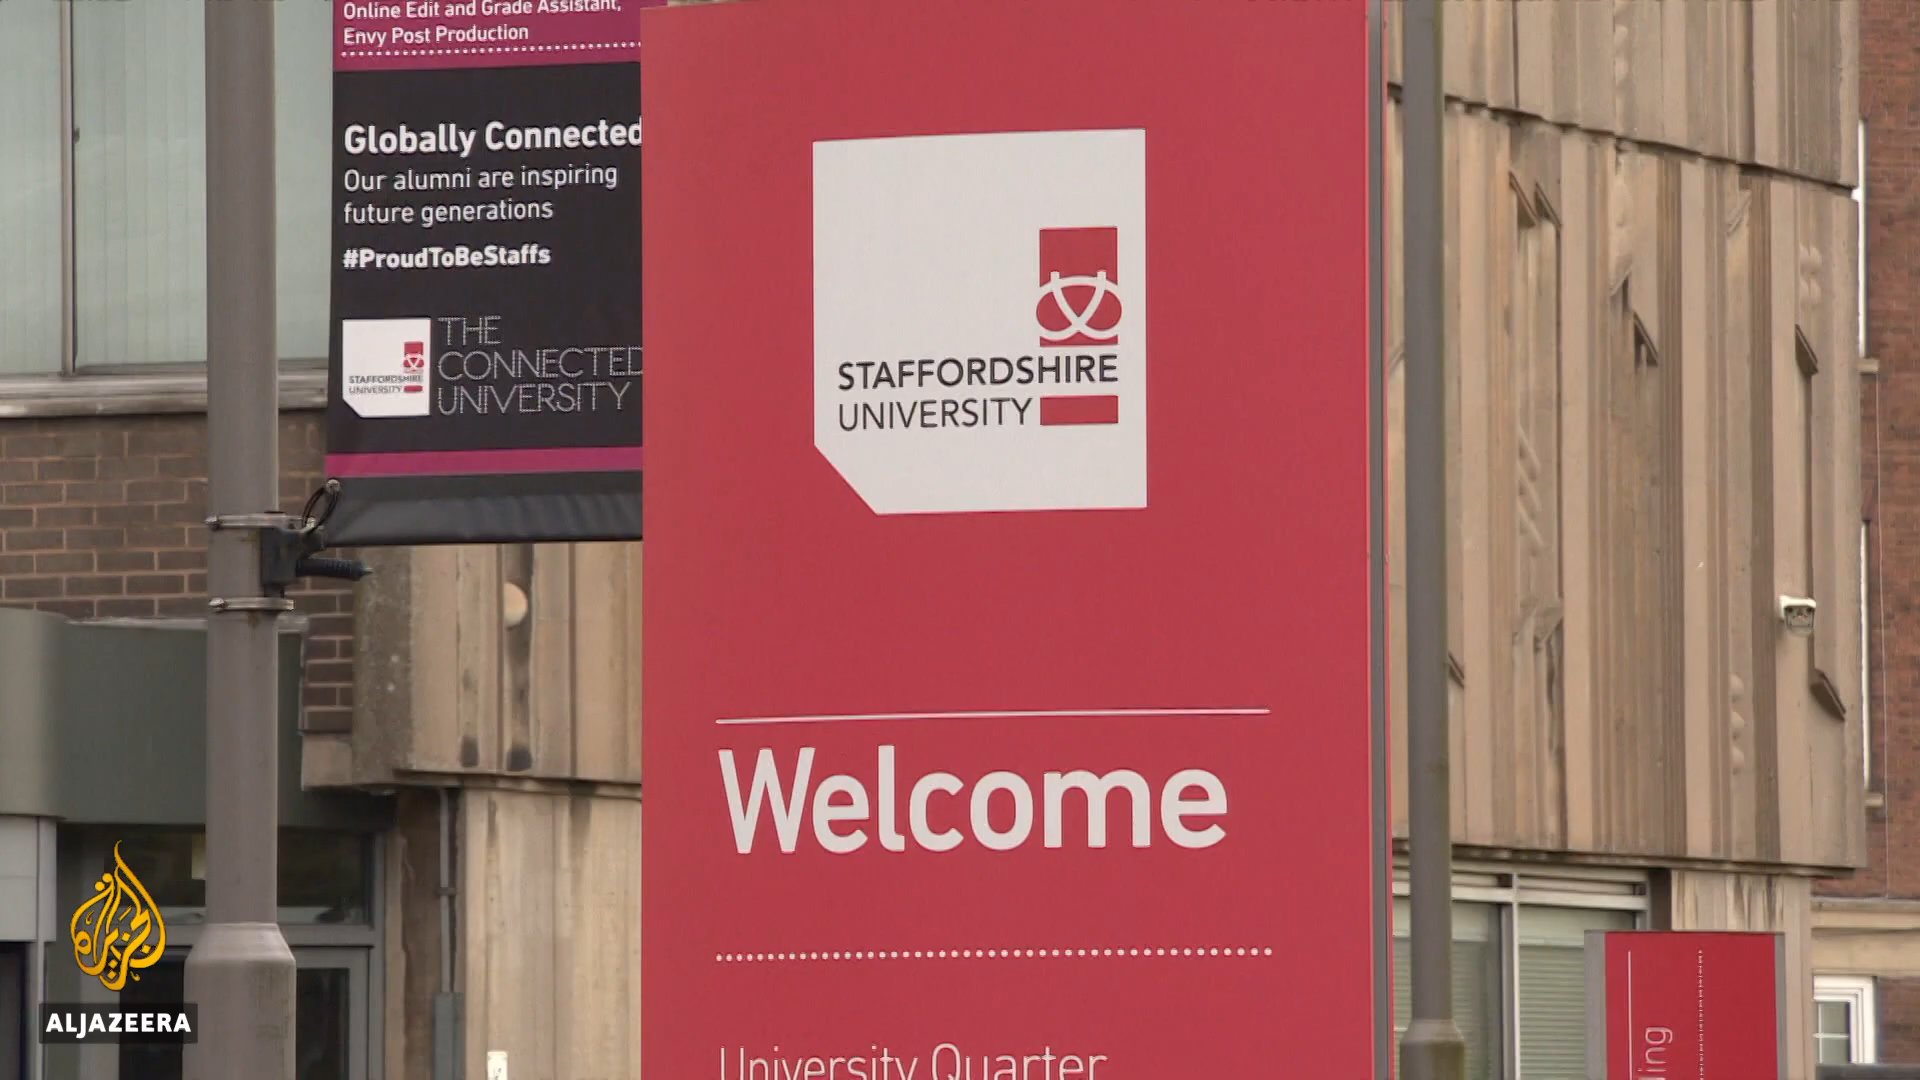 Online Edit and Grade Assistant,
Envy Post Production
Globally Connected
Our alumni are inspiring
future generations
#ProudToBeStaffs
STAFFORDSHIRE
UNIVERSITY
THE
CONNECTED
UNIVERSITY
STAFFORDSHIRE
UNIVERSITY
Welcome
University Quarter
ALJAZEERA